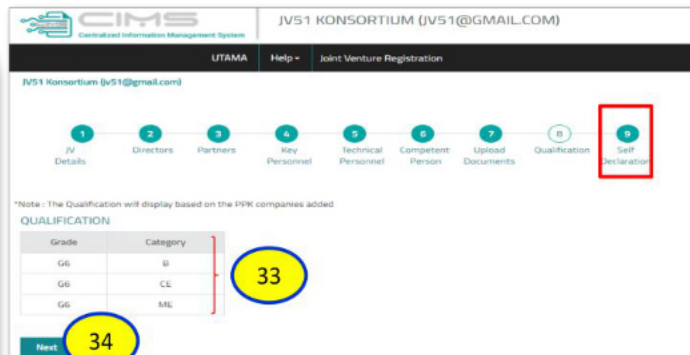 CIMS
Centralized Information Management System
JV51 KONSORTIUM (JV51@GMAIL.COM)
UTAMA Help Joint Venture Registration
JV51 Konsortium (jv51@gmail.com)
1 2 3 4 5 6 7 8 9
JV Details
Directors
Partners
Key Personnel
Technical Personnel
Competent Person
Upload Documents
Qualification
Self Declaration
*Note : The Qualification will display based on the PPK companies added
QUALIFICATION
Grade Category
G6 B
G6 CE
G6 ME
33
Next 34